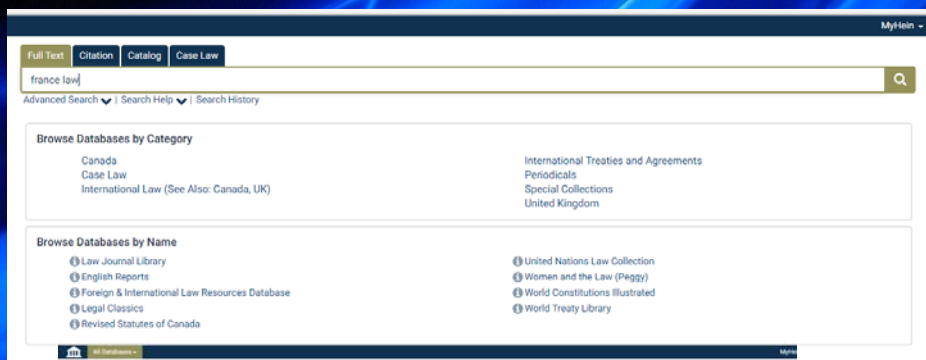 MyHein
Full Text Citation Catalog Case Law
france law
Advanced Search | Search Help | Search History
Browse Databases by Category
Canada
Case Law
International Law (See Also: Canada, UK)
International Treaties and Agreements
Periodicals
Special Collections
United Kingdom
Browse Databases by Name
Law Journal Library
English Reports
Foreign & International Law Resources Database
Legal Classics
Revised Statutes of Canada
United Nations Law Collection
Women and the Law (Peggy)
World Constitutions Illustrated
World Treaty Library
All Databases